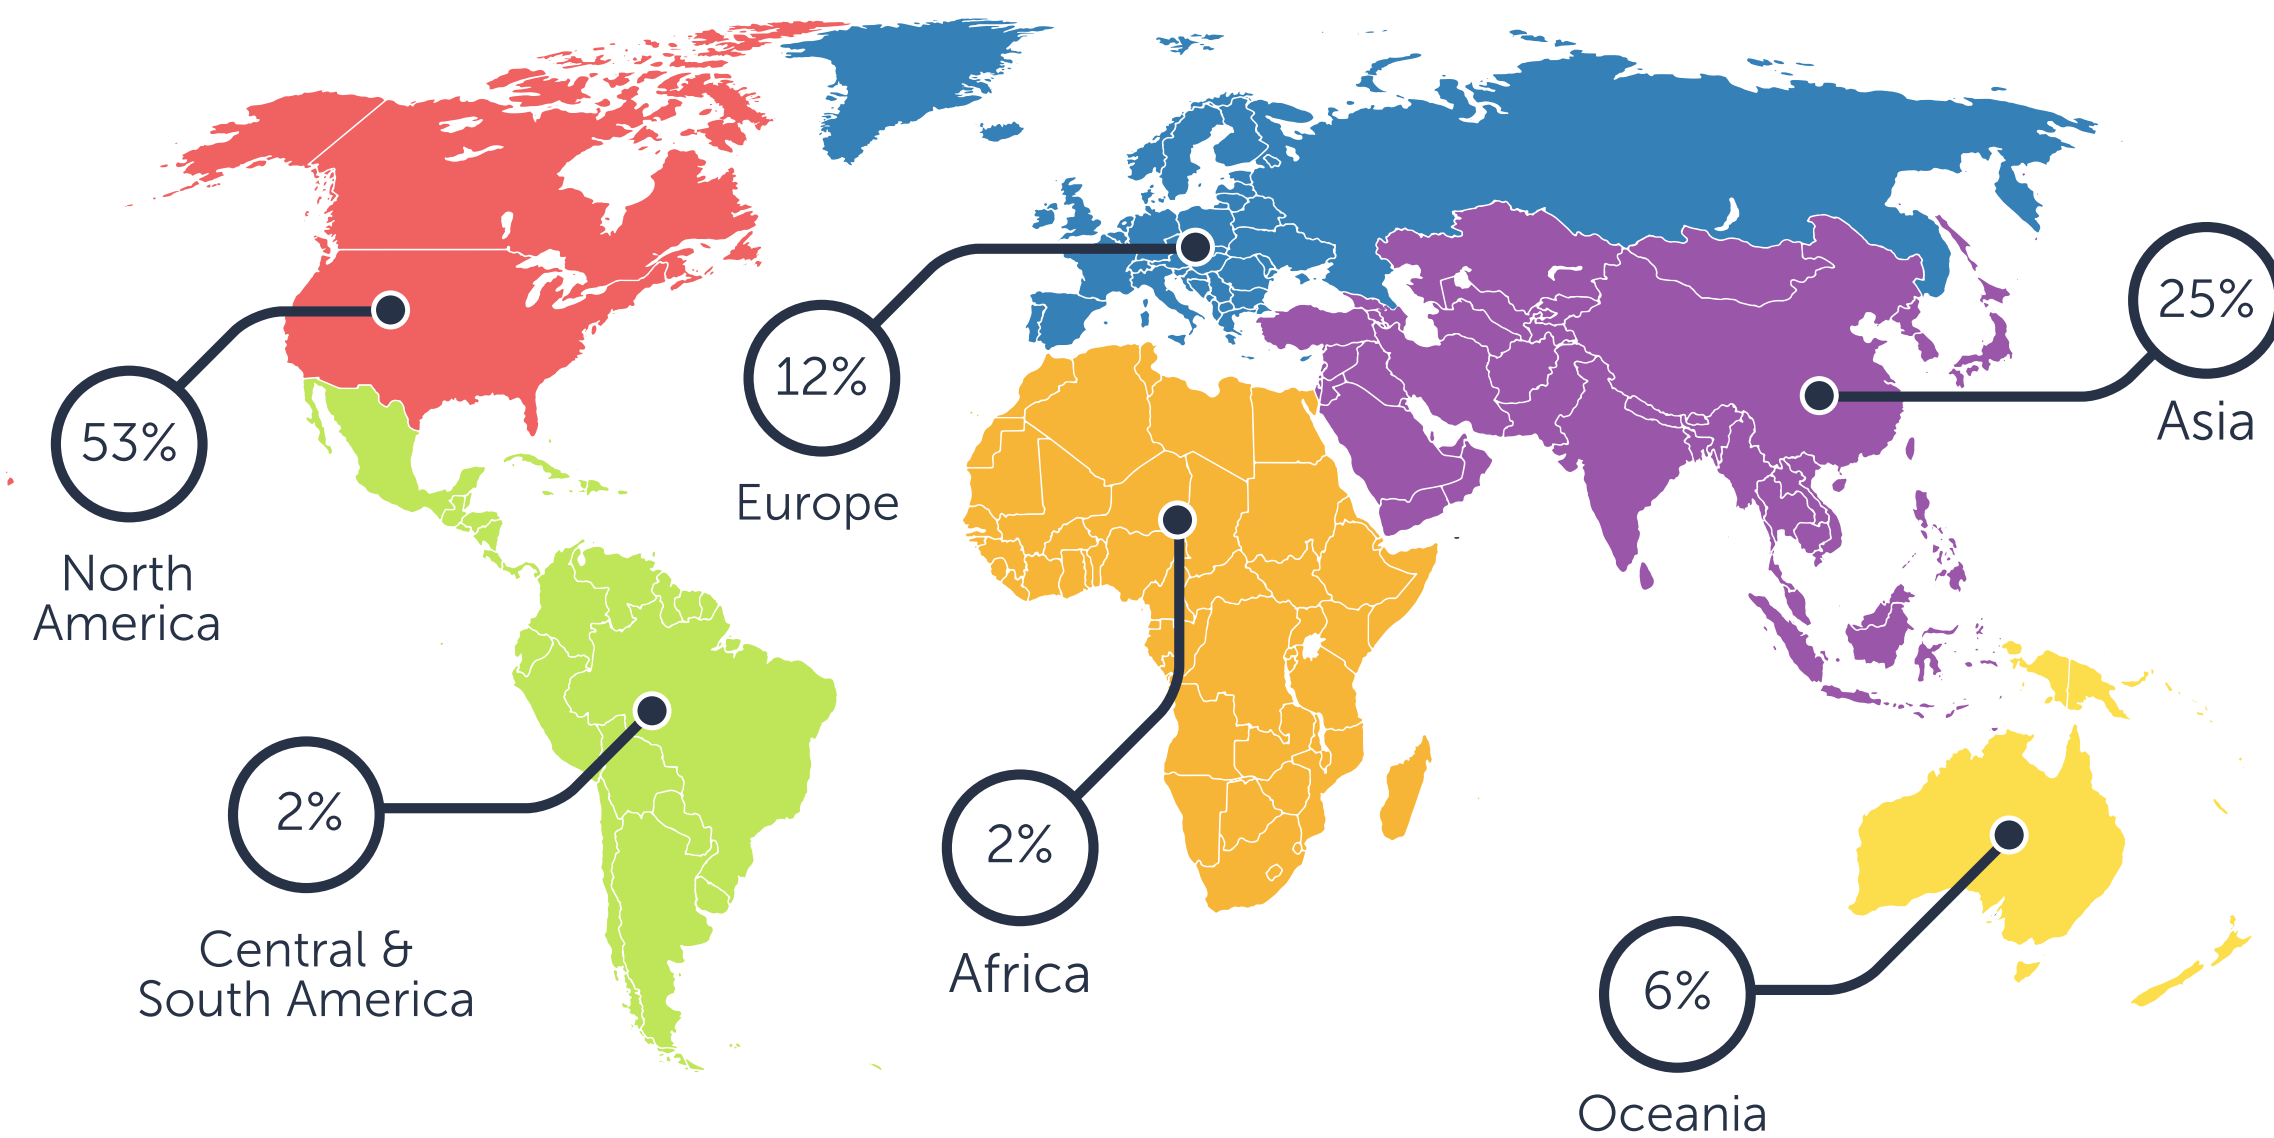 53%
North
America
12%
Europe
25%
Asia
2%
Central &
South America
2%
Africa
6%
Oceania